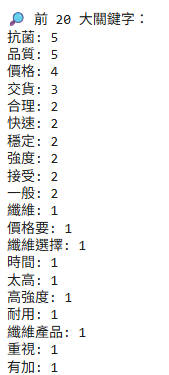 🔎 前 20 大關鍵字：
抗菌: 5
品質: 5
價格: 4
交貨: 3
合理: 2
快速: 2
穩定: 2
強度: 2
接受: 2
一般: 2
纖維: 1
價格要: 1
纖維選擇: 1
時間: 1
太高: 1
高強度: 1
耐用: 1
纖維產品: 1
重視: 1
有加: 1